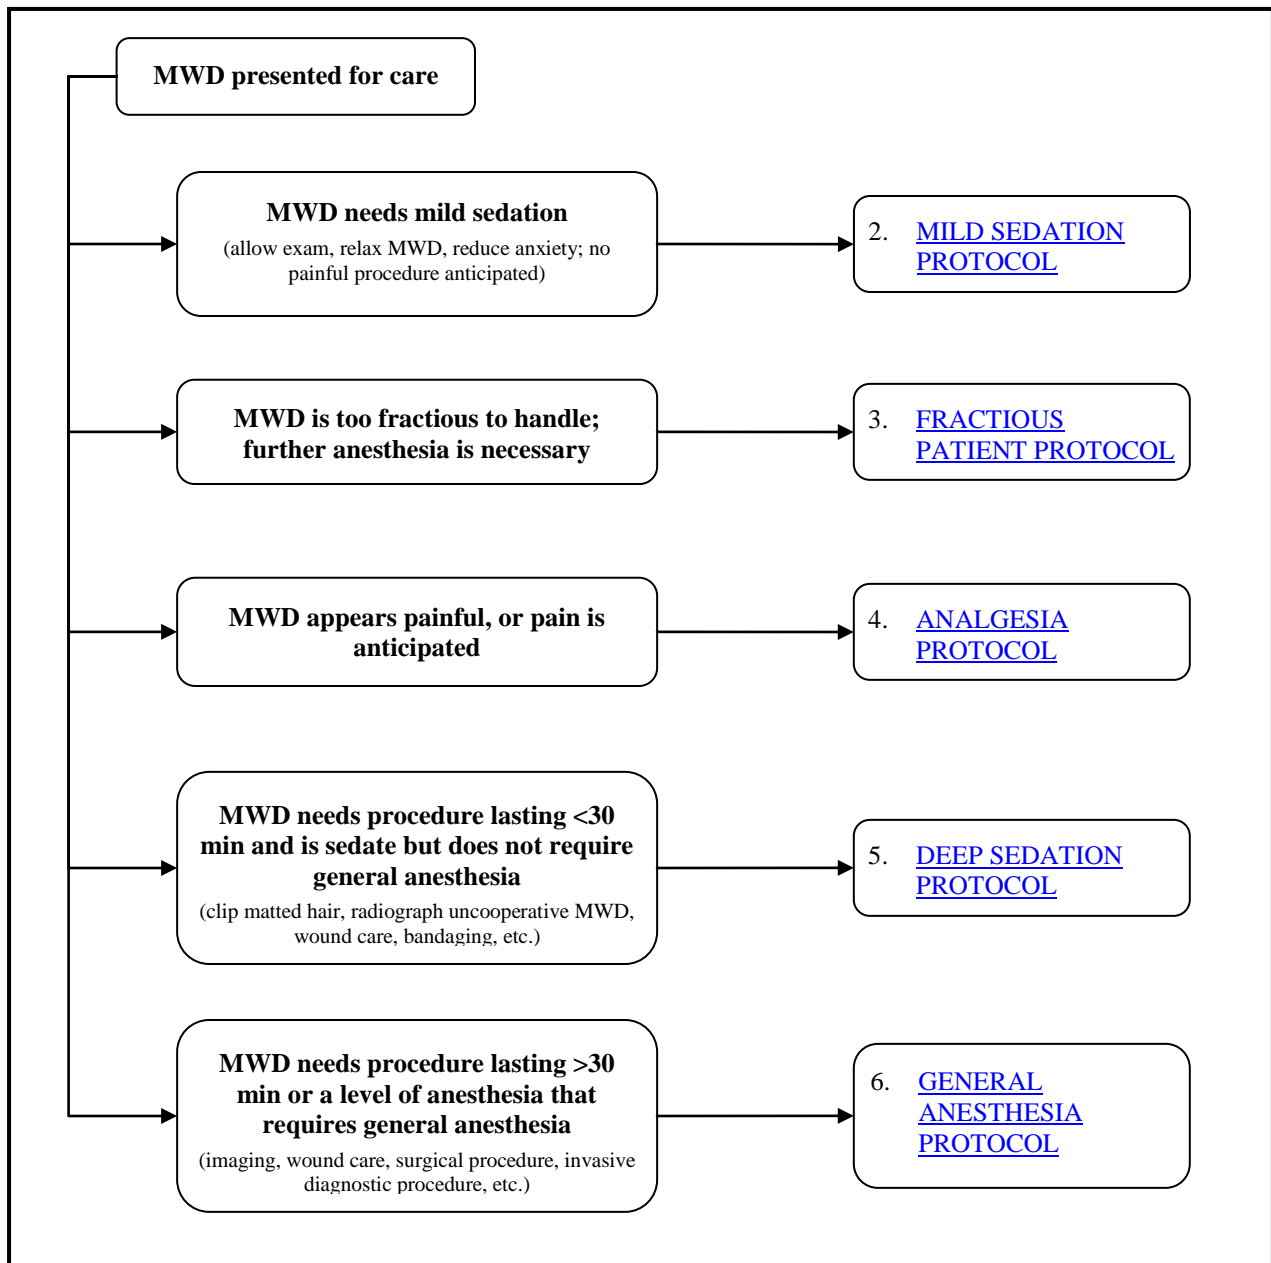 MWD presented for care
MWD needs mild sedation
(allow exam, relax MWD, reduce anxiety; no
painful procedure anticipated)
2. MILD SEDATION
PROTOCOL
MWD is too fractious to handle;
further anesthesia is necessary
3. FRACTIOUS
PATIENT PROTOCOL
MWD appears painful, or pain is
anticipated
4. ANALGESIA
PROTOCOL
MWD needs procedure lasting <30
min and is sedate but does not require
general anesthesia
(clip matted hair, radiograph uncooperative MWD,
wound care, bandaging, etc.)
5. DEEP SEDATION
PROTOCOL
MWD needs procedure lasting >30
min or a level of anesthesia that
requires general anesthesia
(imaging, wound care, surgical procedure, invasive
diagnostic procedure, etc.)
6. GENERAL
ANESTHESIA
PROTOCOL